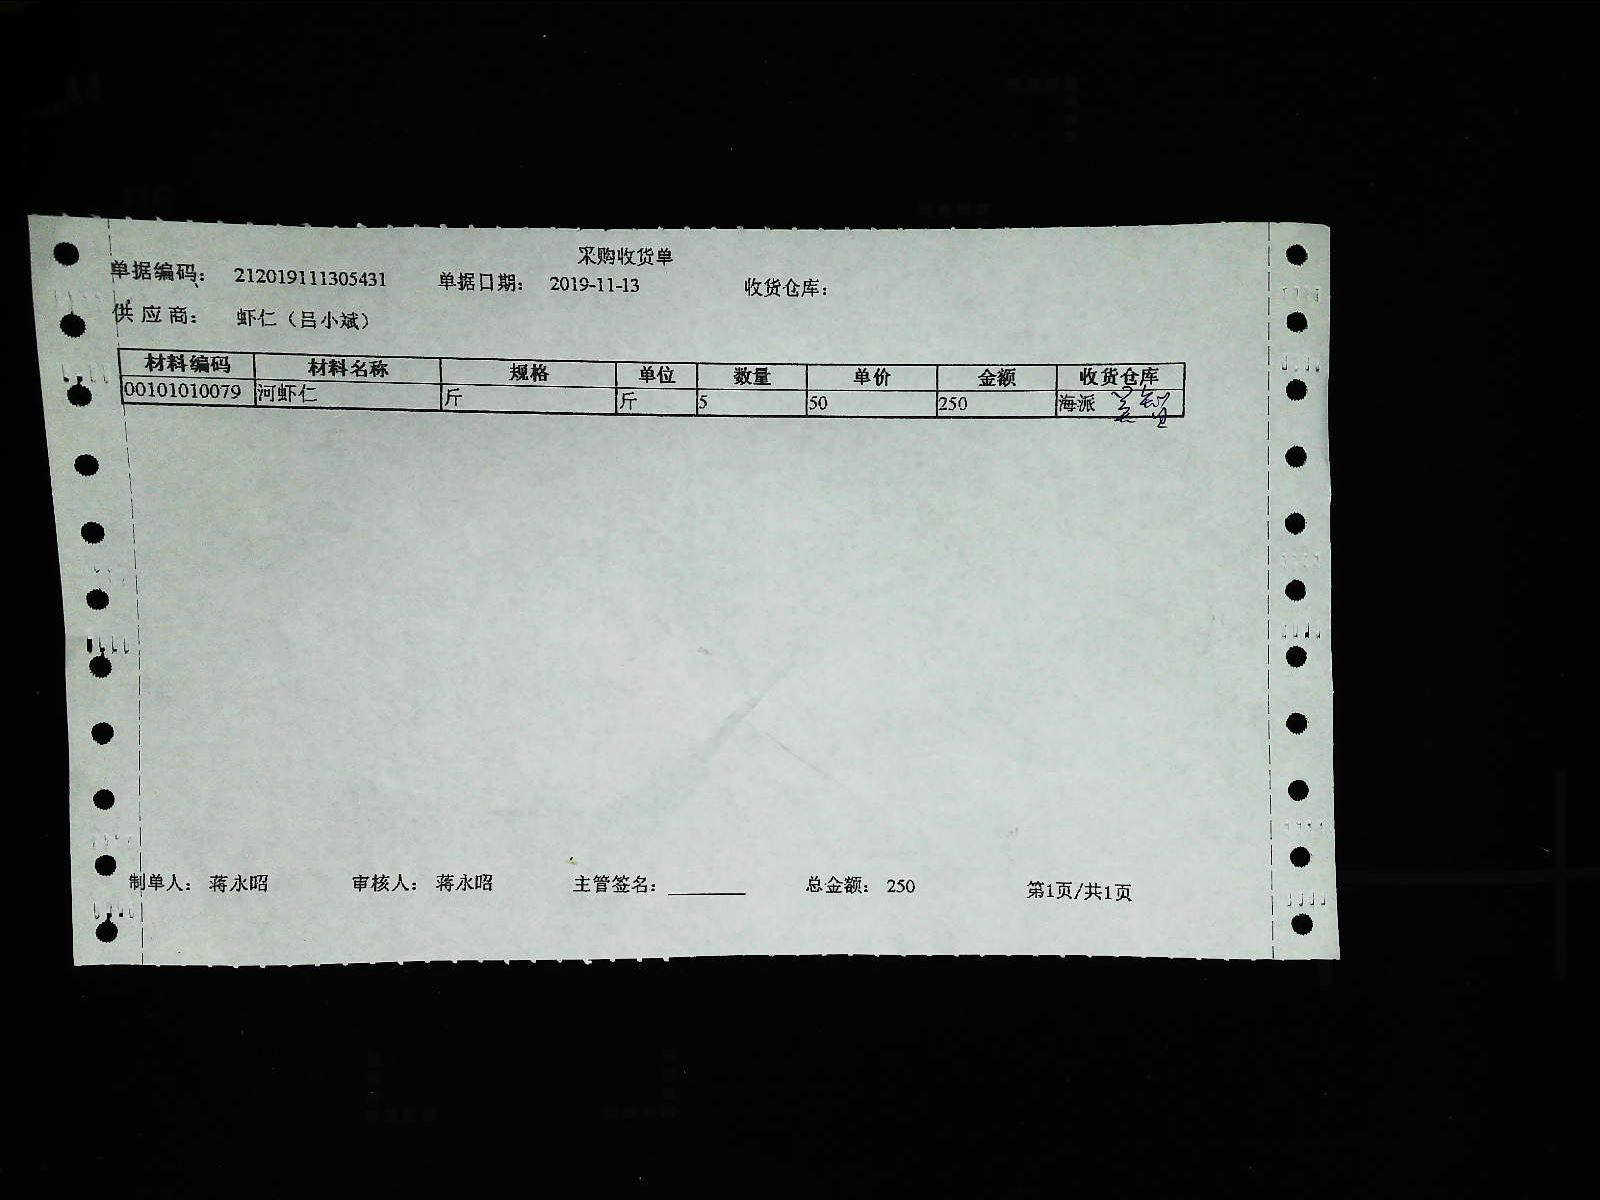 采购收货单
单据编码： 212019111305431 单据日期： 2019-11-13 收货仓库：
供应商： 虾仁（吕小斌）
材料编码 材料名称 规格 单位 数量 单价 金额 收货仓库
00101010079 河虾仁 斤 斤 5 50 250 海派
制单人： 蒋永昭 审核人： 蒋永昭 主管签名： 总金额： 250 第1页/共1页